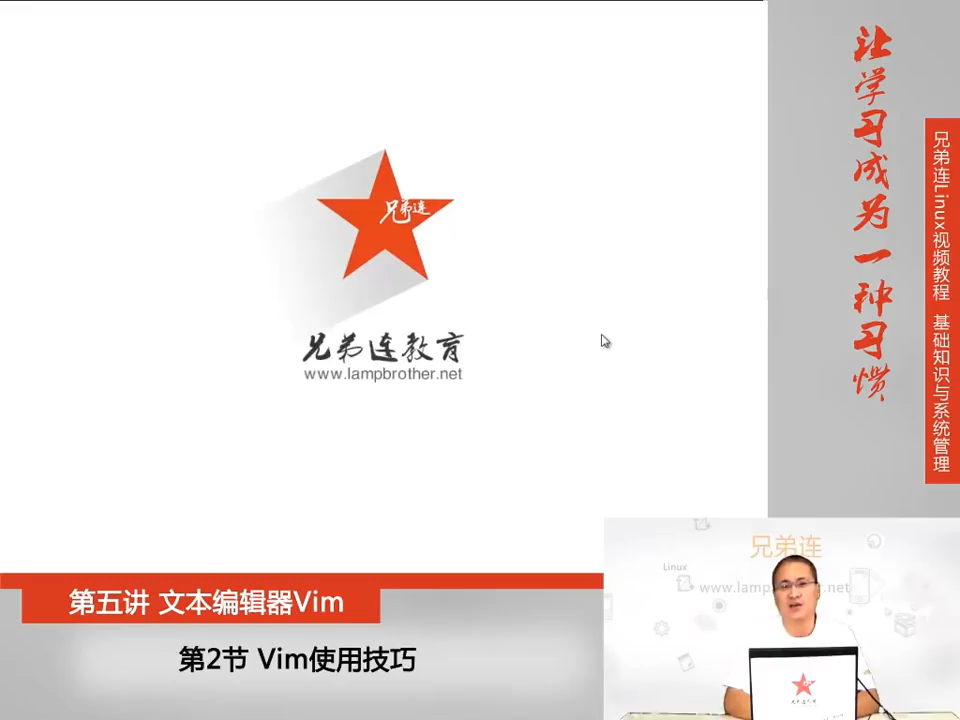 兄弟连
兄弟连教育
www.lampbrother.net
让学习成为一种习惯
兄弟连Linux视频教程 基础知识与系统管理
第五讲 文本编辑器Vim
第2节 Vim使用技巧
兄弟连
Linux
www.lam
.net